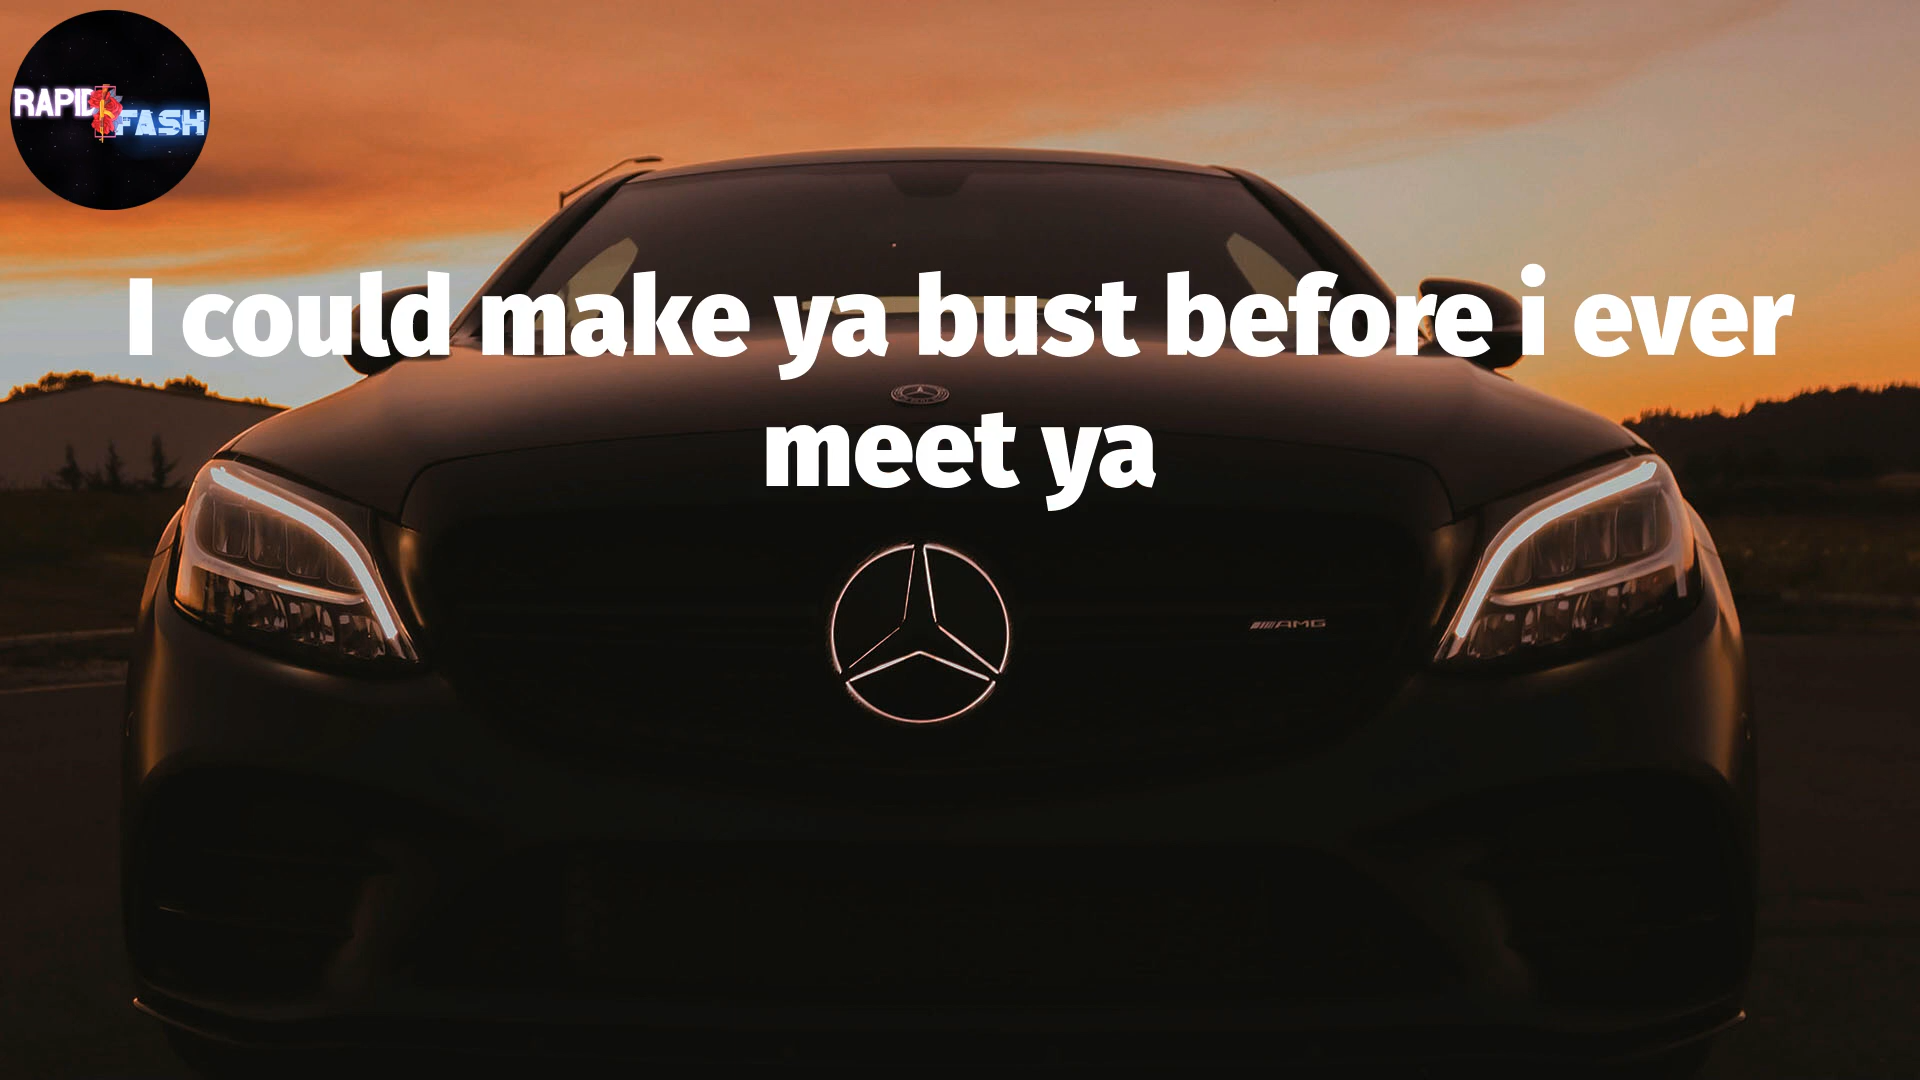 RAPID
FASH
I could make ya bust before i ever
meet ya
AMG